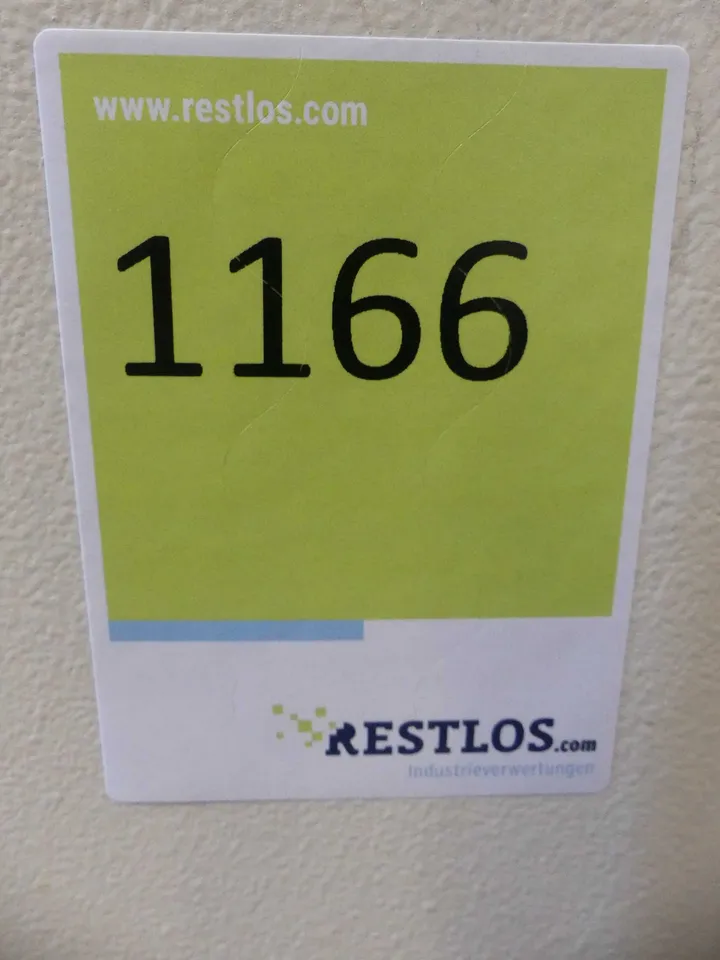 www.restlos.com
1166
RESTLOS.com
Industrieverwertungen